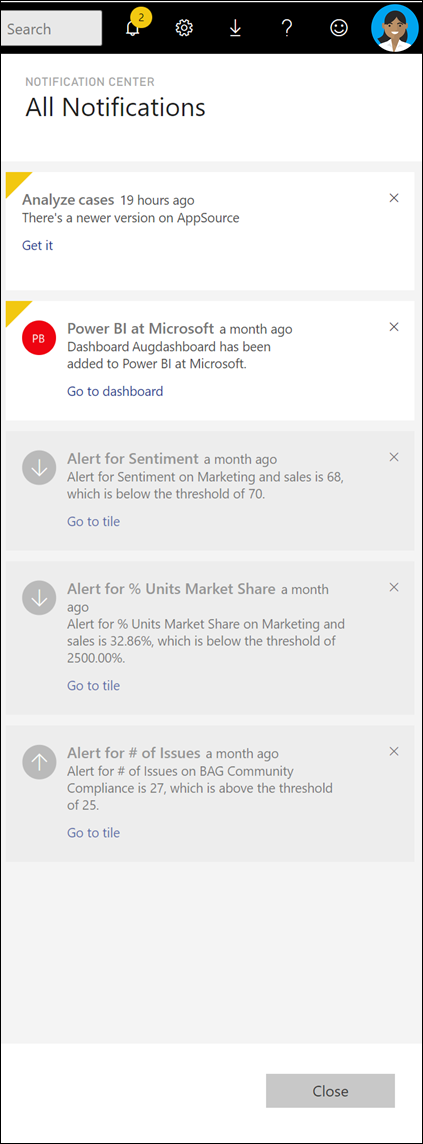 Search
2
?
NOTIFICATION CENTER
All Notifications
Analyze cases 19 hours ago
There's a newer version on AppSource
Get it
PB
Power BI at Microsoft a month ago
Dashboard Augdashboard has been
added to Power BI at Microsoft.
Go to dashboard
Alert for Sentiment a month ago
Alert for Sentiment on Marketing and sales is 68,
which is below the threshold of 70.
Go to tile
Alert for % Units Market Share a month
ago
Alert for % Units Market Share on Marketing and
sales is 32.86%, which is below the threshold of
2500.00%.
Go to tile
Alert for # of Issues a month ago
Alert for # of Issues on BAG Community
Compliance is 27, which is above the threshold
of 25.
Go to tile
Close